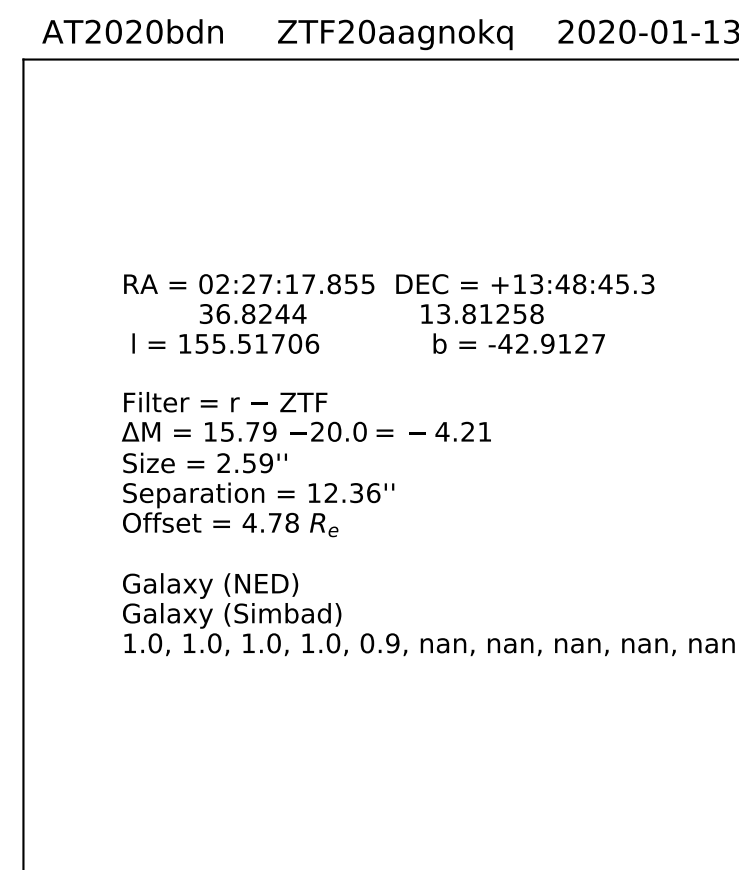 AT2020bdn ZTF20aagnokq 2020-01-13
RA = 02:27:17.855 DEC = +13:48:45.3
36.8244 13.81258
l = 155.51706 b = -42.9127
Filter = r − ZTF
ΔM = 15.79 −20.0 = − 4.21
Size = 2.59''
Separation = 12.36''
Offset = 4.78 Re
Galaxy (NED)
Galaxy (Simbad)
1.0, 1.0, 1.0, 1.0, 0.9, nan, nan, nan, nan, nan